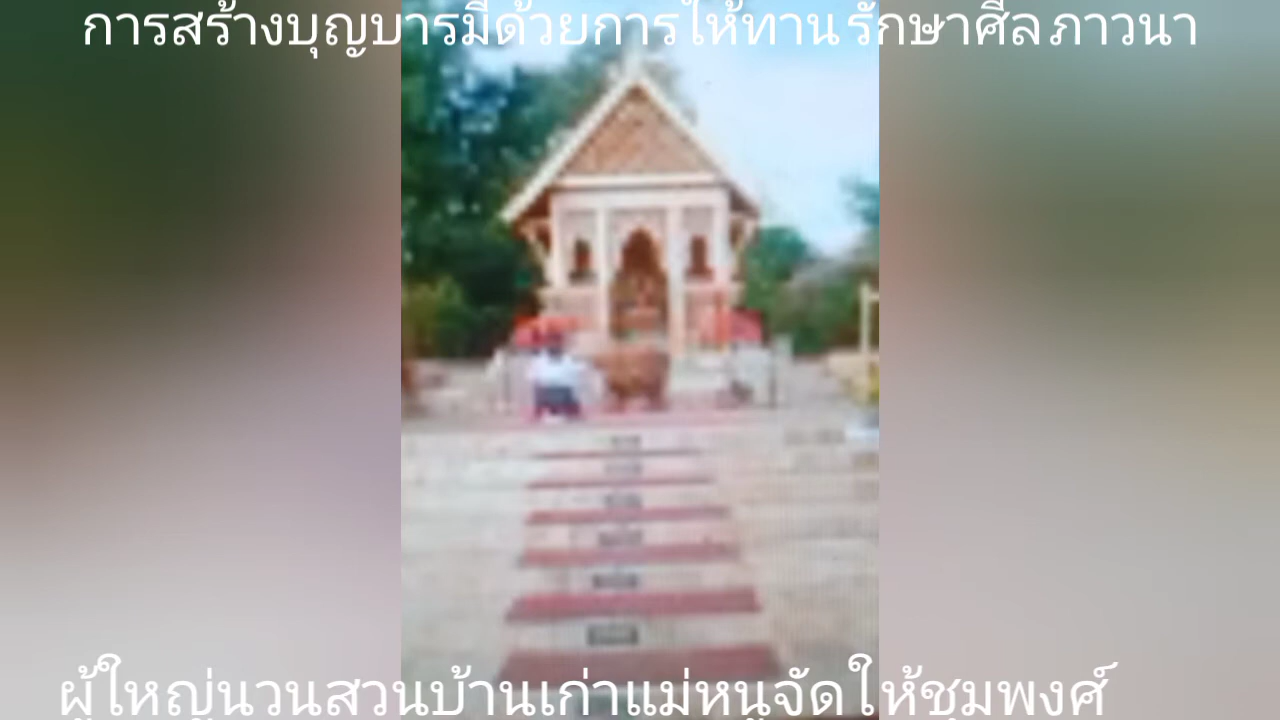 การสร้างบุญบารมีด้วยการให้ทาน รักษาศีล ภาวนา
ผู้ใหญ่นวนสวนบ้านเก่าแม่หนูจัดให้ชุมพงศ์